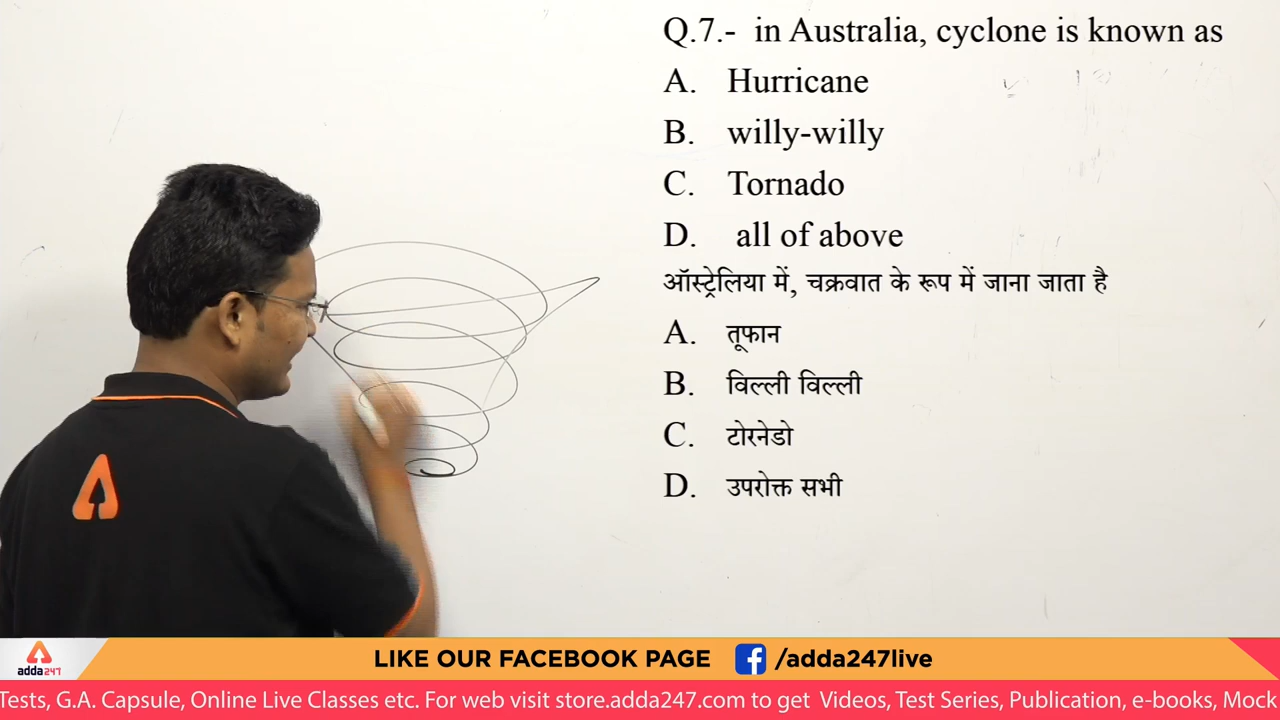 Q.7.- in Australia, cyclone is known as
A. Hurricane
B. willy-willy
C. Tornado
D. all of above
ऑस्ट्रेलिया में, चक्रवात के रूप में जाना जाता है
A. तूफान
B. विल्ली विल्ली
C. टोरनेडो
D. उपरोक्त सभी
adda247
LIKE OUR FACEBOOK PAGE f /adda247live
Tests, G.A. Capsule, Online Live Classes etc. For web visit store.adda247.com to get Videos, Test Series, Publication, e-books, Mock